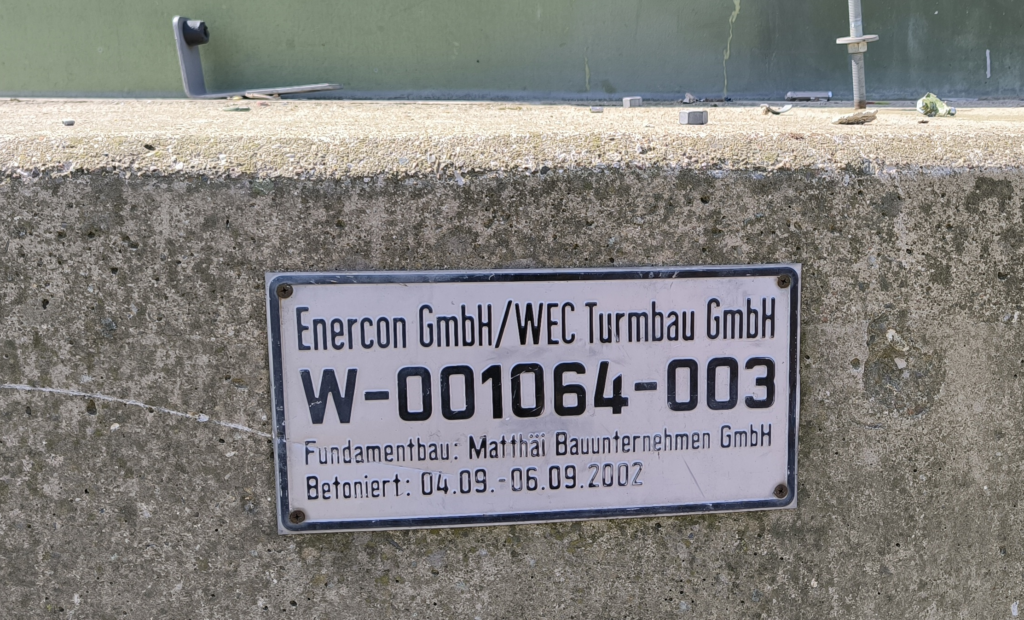 Enercon GmbH/WEC Turmbau GmbH
W-001064-003
Fundamentbau: Matthäi Bauunternehmen GmbH
Betoniert: 04.09.-06.09.2002